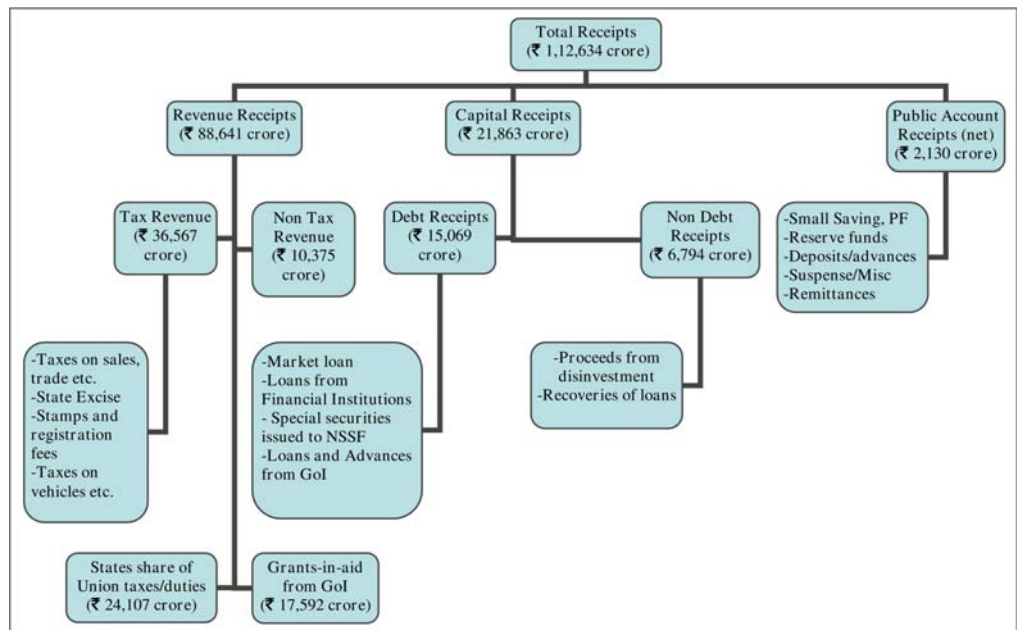 Total Receipts
(₹ 1,12,634 crore)
Revenue Receipts
(₹ 88,641 crore)
Capital Receipts
(₹ 21,863 crore)
Public Account
Receipts (net)
(₹ 2,130 crore)
Tax Revenue
(₹ 36,567
crore)
Non Tax
Revenue
(₹ 10,375
crore)
Debt Receipts
(₹ 15,069
crore)
Non Debt
Receipts
(₹ 6,794 crore)
-Small Saving, PF
-Reserve funds
-Deposits/advances
-Suspense/Misc
-Remittances
-Taxes on sales,
trade etc.
-State Excise
-Stamps and
registration
fees
-Taxes on
vehicles etc.
-Market loan
-Loans from
Financial Institutions
- Special securities
issued to NSSF
-Loans and Advances
from GoI
-Proceeds from
disinvestment
-Recoveries of loans
States share of
Union taxes/duties
(₹ 24,107 crore)
Grants-in-aid
from GoI
(₹ 17,592 crore)